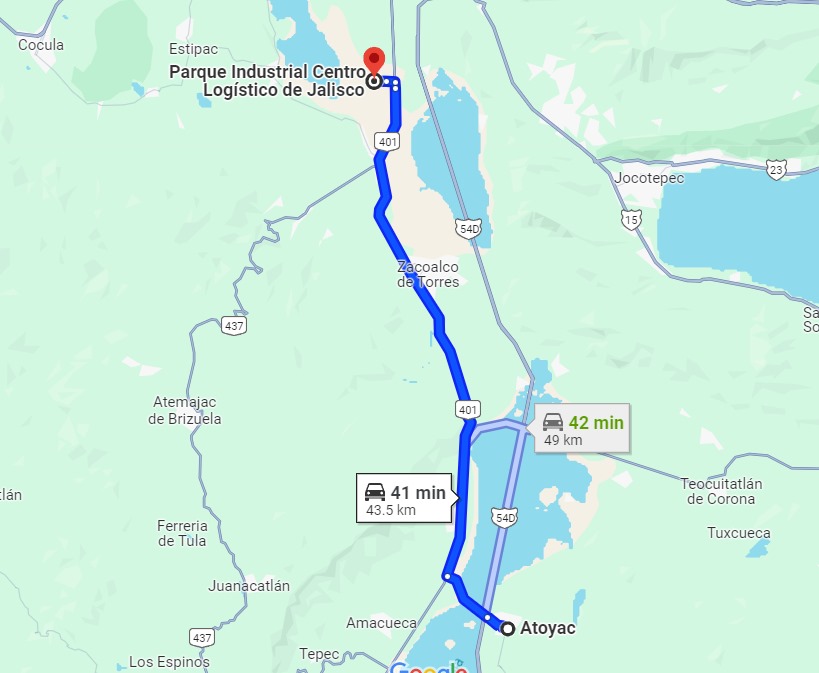 Cocula
Estipac
Parque Industrial Centro
Logístico de Jalisco
401
Jocotepec
23
15
54D
Zacoalco
de Torres
437
Sa
So
Atemajac
de Brizuela
401
42 min
49 km
41 min
43.5 km
tlán
Teocuitatlán
de Corona
54D
Ferreria
de Tula
Tuxcueca
Juanacatlán
Amacueca
Atoyac
437
Tepec
Los Espinos
Google